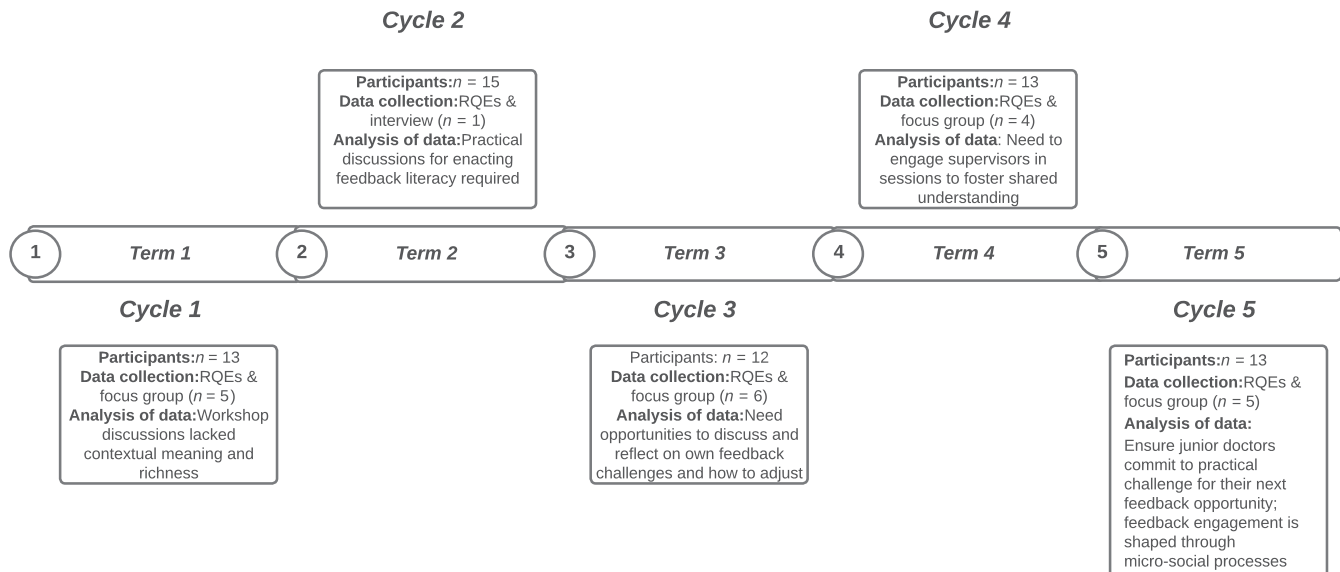 Cycle 2
Cycle 4
Participants:n = 15
Data collection:RQEs &
interview (n = 1)
Analysis of data:Practical
discussions for enacting
feedback literacy required
Participants:n = 13
Data collection:RQEs &
focus group (n = 4)
Analysis of data: Need to
engage supervisors in
sessions to foster shared
understanding
1
Term 1
2
Term 2
3
Term 3
4
Term 4
5
Term 5
Cycle 1
Cycle 3
Cycle 5
Participants:n = 13
Data collection:RQEs &
focus group (n = 5)
Analysis of data:Workshop
discussions lacked
contextual meaning and
richness
Participants: n = 12
Data collection:RQEs &
focus group (n = 6)
Analysis of data:Need
opportunities to discuss and
reflect on own feedback
challenges and how to adjust
Participants:n = 13
Data collection:RQEs &
focus group (n = 5)
Analysis of data:
Ensure junior doctors
commit to practical
challenge for their next
feedback opportunity;
feedback engagement is
shaped through
micro-social processes